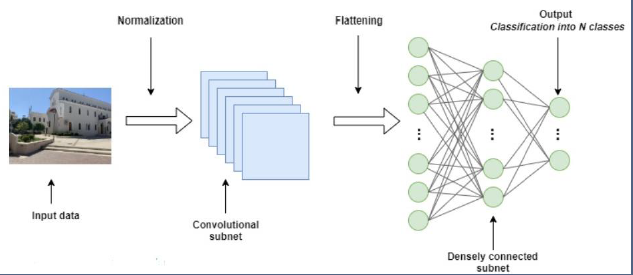 Normalization
Flattening
Output
Classification into N classes
Input data
Convolutional
subnet
Densely connected
subnet